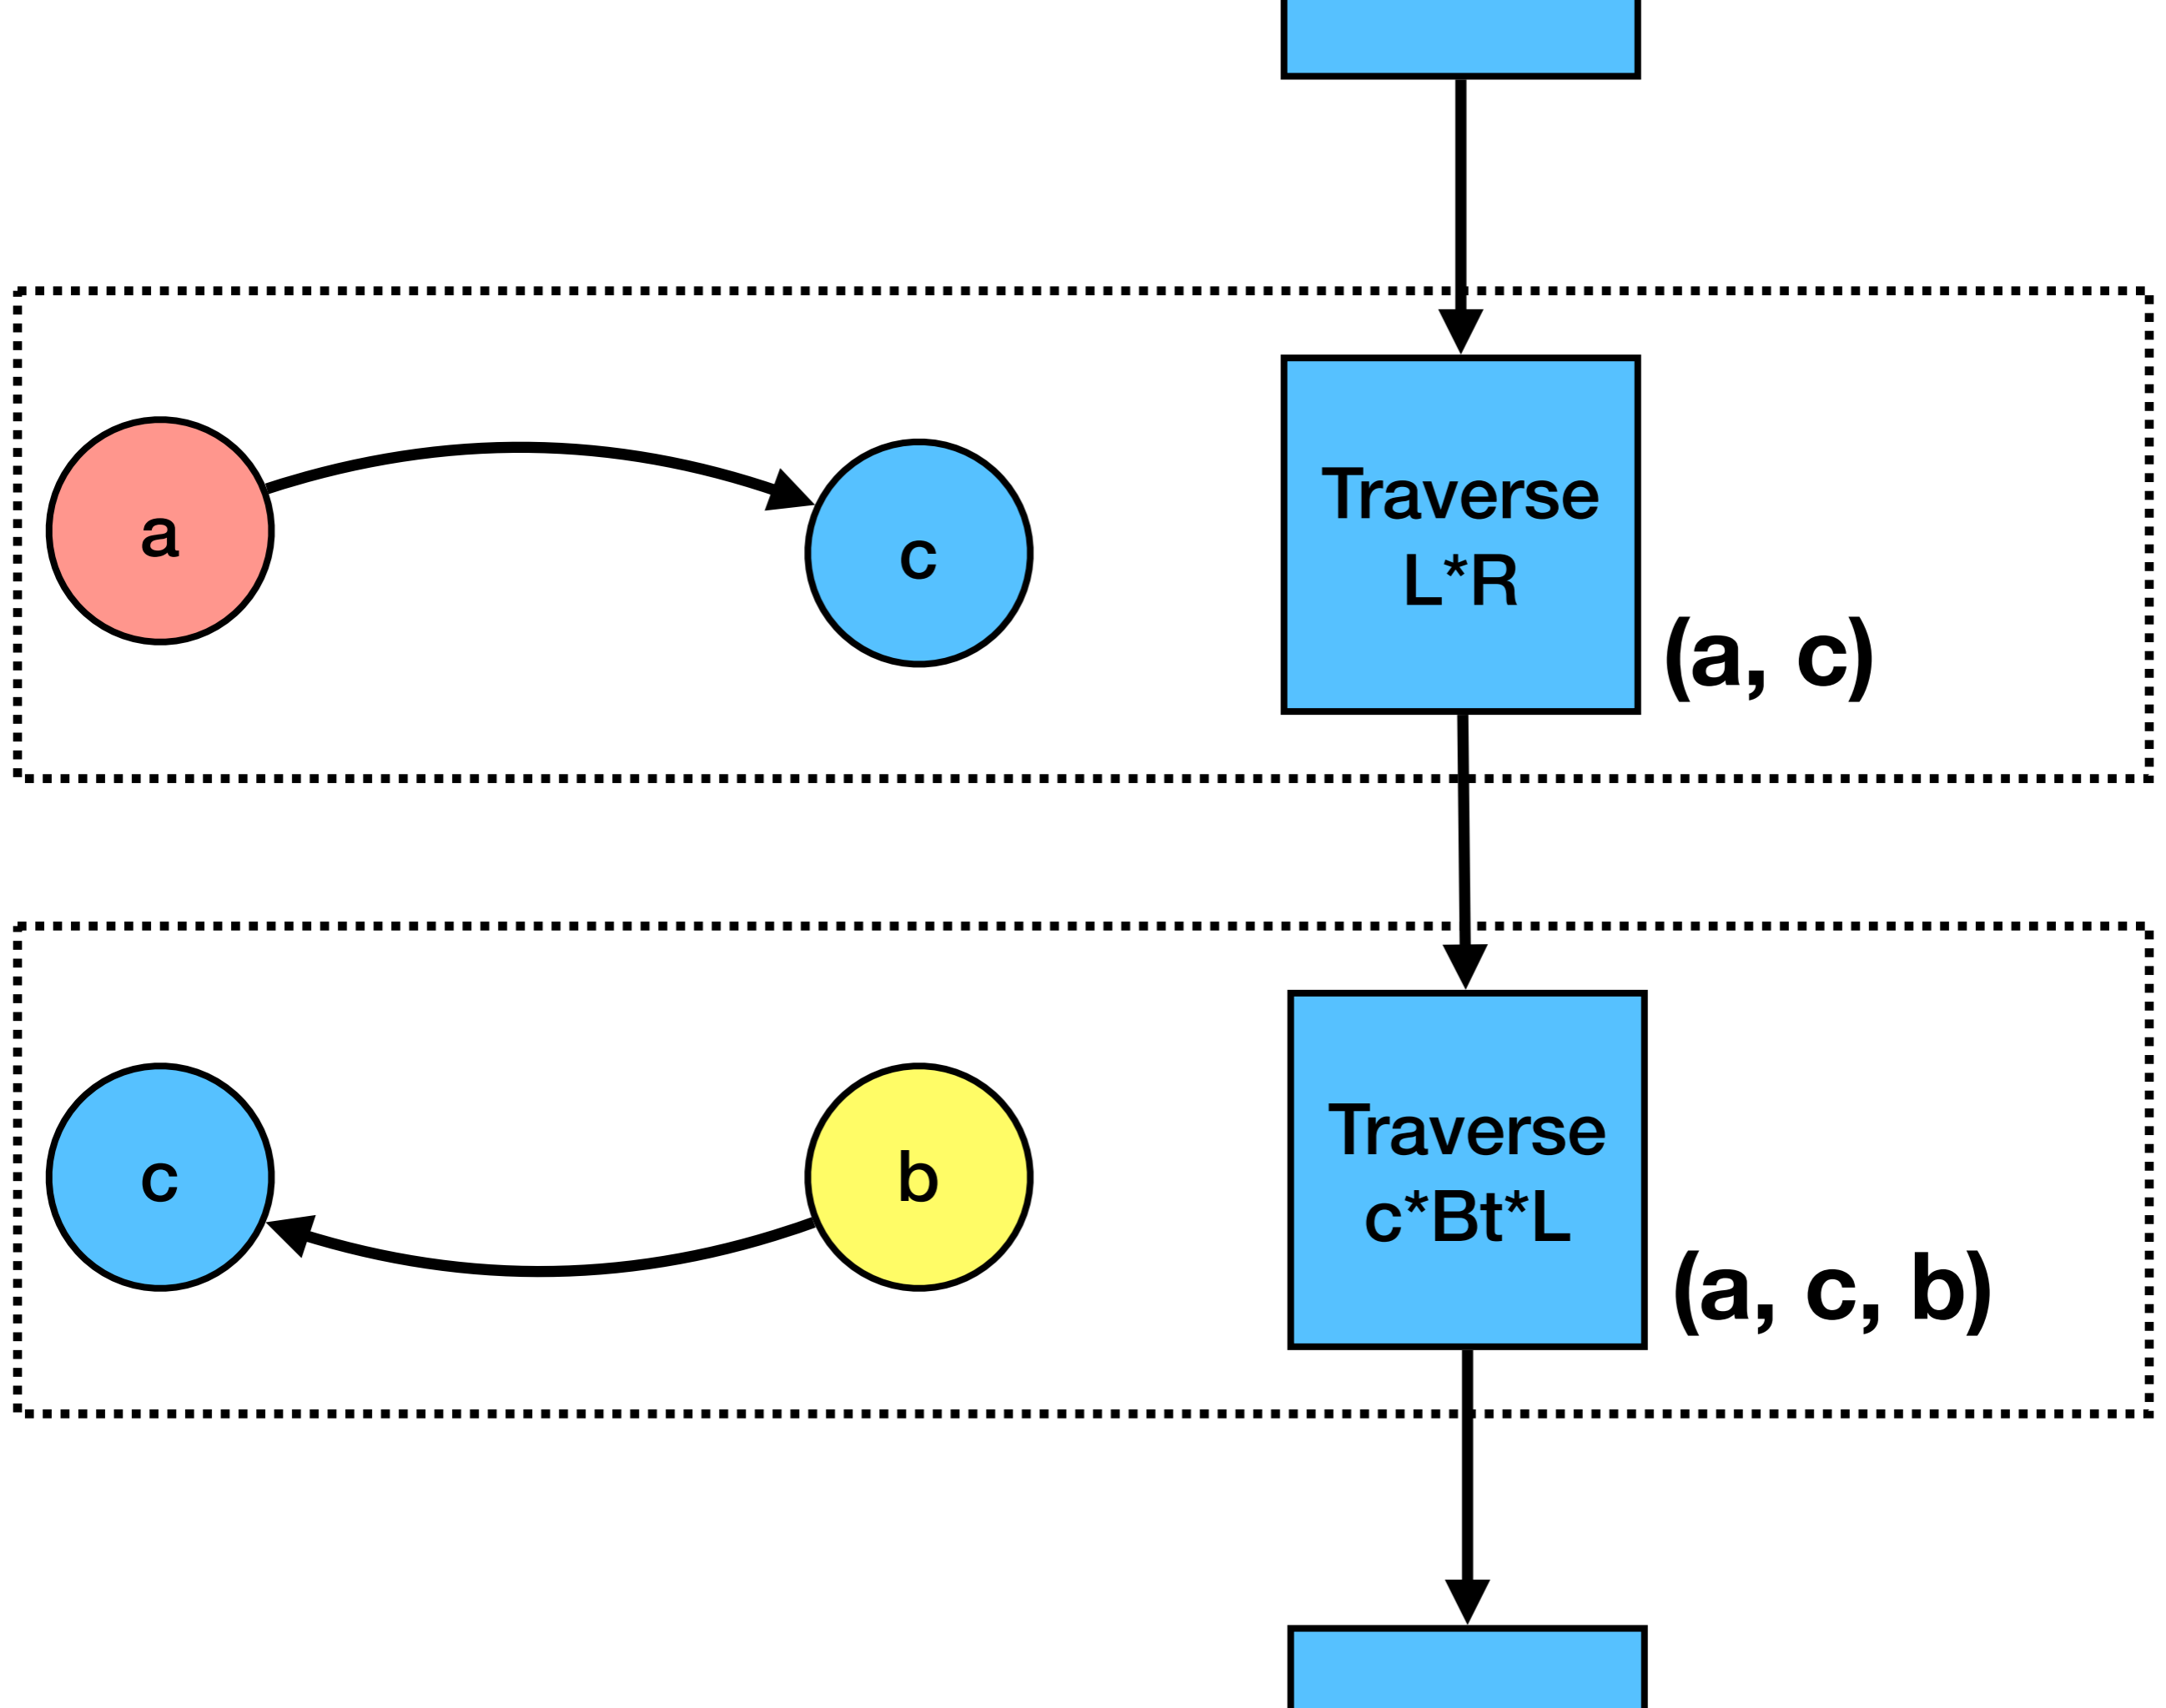 a
c
Traverse
L*R
(a, c)
c
b
Traverse
c*Bt*L
(a, c, b)